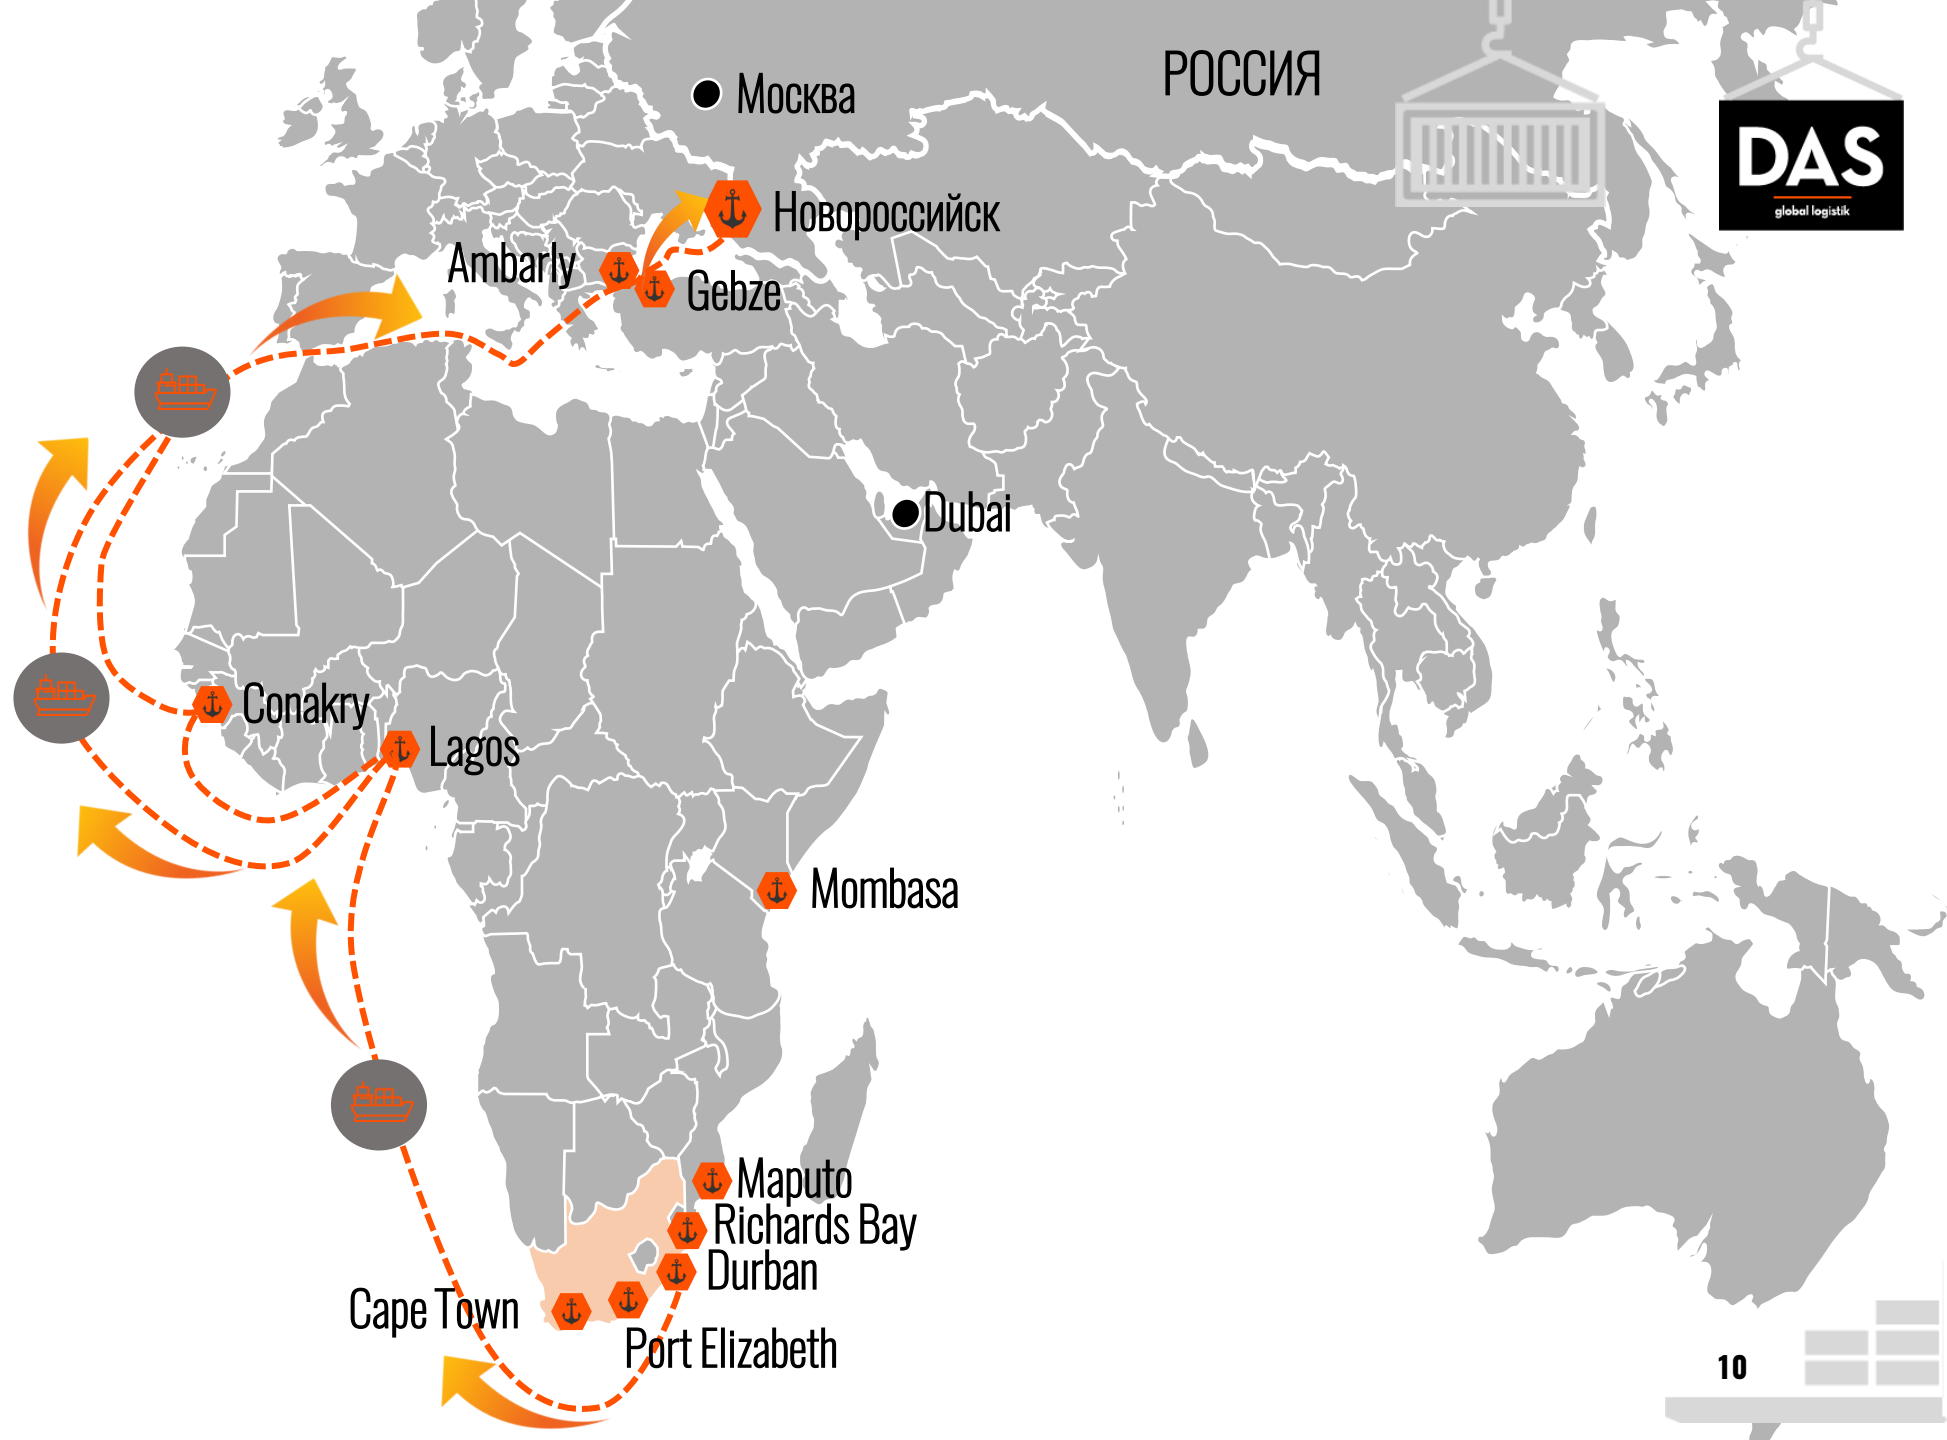 РОССИЯ
Москва
DAS
global logistik
Новороссийск
Ambarly
Gebze
Dubai
Conakry
Lagos
Mombasa
Maputo
Richards Bay
Durban
Cape Town
Port Elizabeth
10